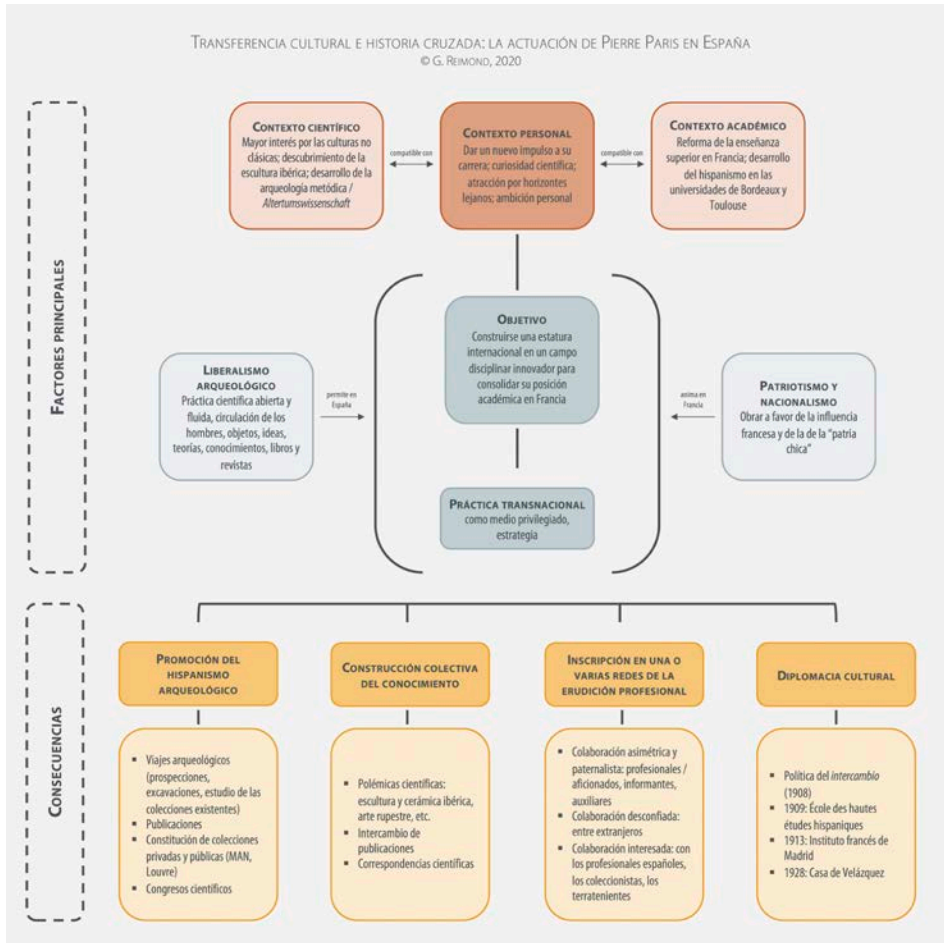 TRANSFERENCIA CULTURAL E HISTORIA CRUZADA: LA ACTUACIÓN DE PIERRE PARIS EN ESPAÑA
© G. REIMOND, 2020
FACTORES PRINCIPALES
CONTEXTO CIENTÍFICO
Mayor interés por las culturas no
clásicas; descubrimiento de la
escultura ibérica; desarrollo de la
arqueología metódica /
Altertumswissenschaft
compatible con
CONTEXTO PERSONAL
Dar un nuevo impulso a su
carrera; curiosidad científica;
atracción por horizontes
lejanos; ambición personal
compatible con
CONTEXTO ACADÉMICO
Reforma de la enseñanza
superior en Francia; desarrollo
del hispanismo en las
universidades de Bordeaux y
Toulouse
LIBERALISMO
ARQUEOLÓGICO
Práctica científica abierta y
fluida, circulación de los
hombres, objetos, ideas,
teorías, conocimientos, libros y
revistas
permite en
España
OBJETIVO
Construirse una estatura
internacional en un campo
disciplinar innovador para
consolidar su posición
académica en Francia
PRÁCTICA TRANSNACIONAL
como medio privilegiado,
estrategia
anima en
Francia
PATRIOTISMO Y
NACIONALISMO
Obrar a favor de la influencia
francesa y de la de la "patria
chica"
CONSECUENCIAS
PROMOCIÓN DEL
HISPANISMO
ARQUEOLÓGICO
▪ Viajes arqueológicos
(prospecciones,
excavaciones, estudio de las
colecciones existentes)
▪ Publicaciones
▪ Constitución de colecciones
privadas y públicas (MAN,
Louvre)
▪ Congresos científicos
CONSTRUCCIÓN COLECTIVA
DEL CONOCIMIENTO
▪ Polémicas científicas:
escultura y cerámica ibérica,
arte rupestre, etc.
▪ Intercambio de
publicaciones
▪ Correspondencias científicas
INSCRIPCIÓN EN UNA O
VARIAS REDES DE LA
ERUDICIÓN PROFESIONAL
▪ Colaboración asimétrica y
paternalista: profesionales /
aficionados, informantes,
auxiliares
▪ Colaboración desconfiada:
entre extranjeros
▪ Colaboración interesada: con
los profesionales españoles,
los coleccionistas, los
terratenientes
DIPLOMACIA CULTURAL
▪ Política del intercambio
(1908)
▪ 1909: École des hautes
études hispaniques
▪ 1913: Instituto francés de
Madrid
▪ 1928: Casa de Velázquez